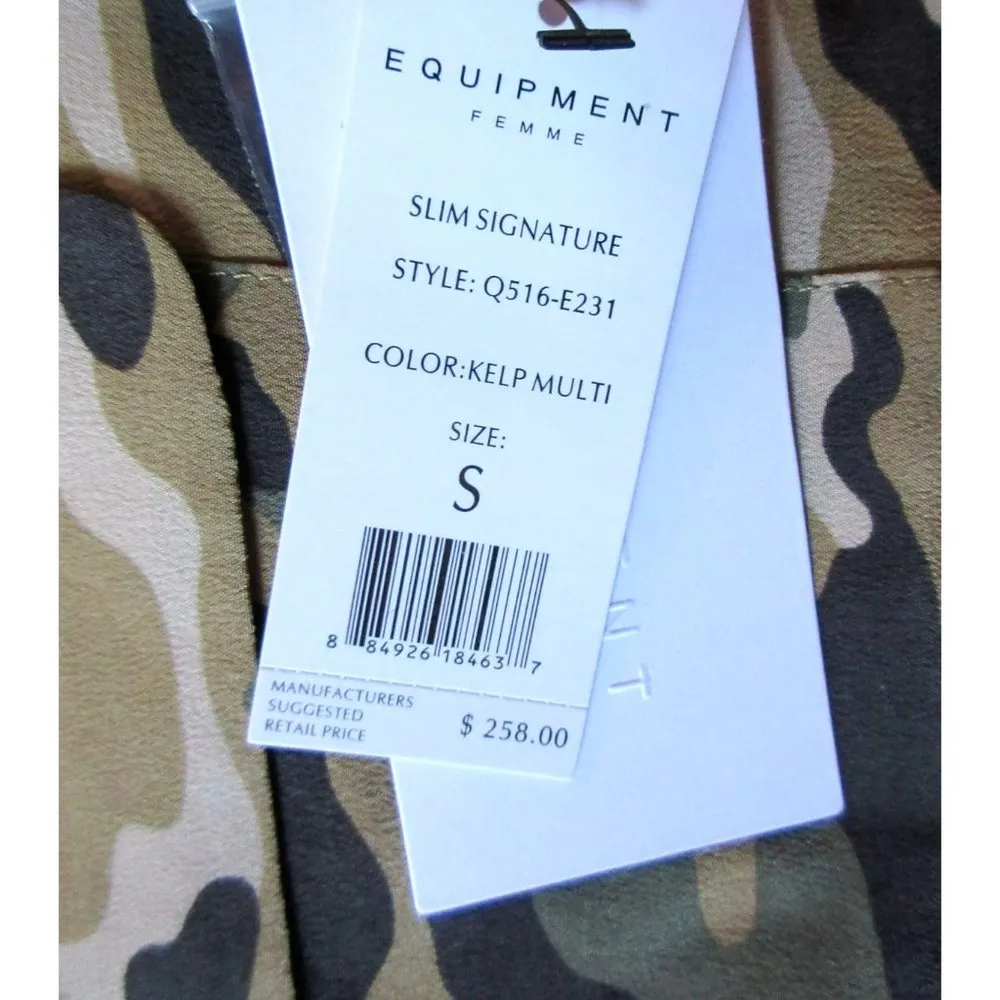 EQUIPMENT
FEMME
SLIM SIGNATURE
STYLE: Q516-E231
COLOR:KELP MULTI
SIZE:
S
8 84926 18463 7
MANUFACTURERS
SUGGESTED
RETAIL PRICE
$ 258.00